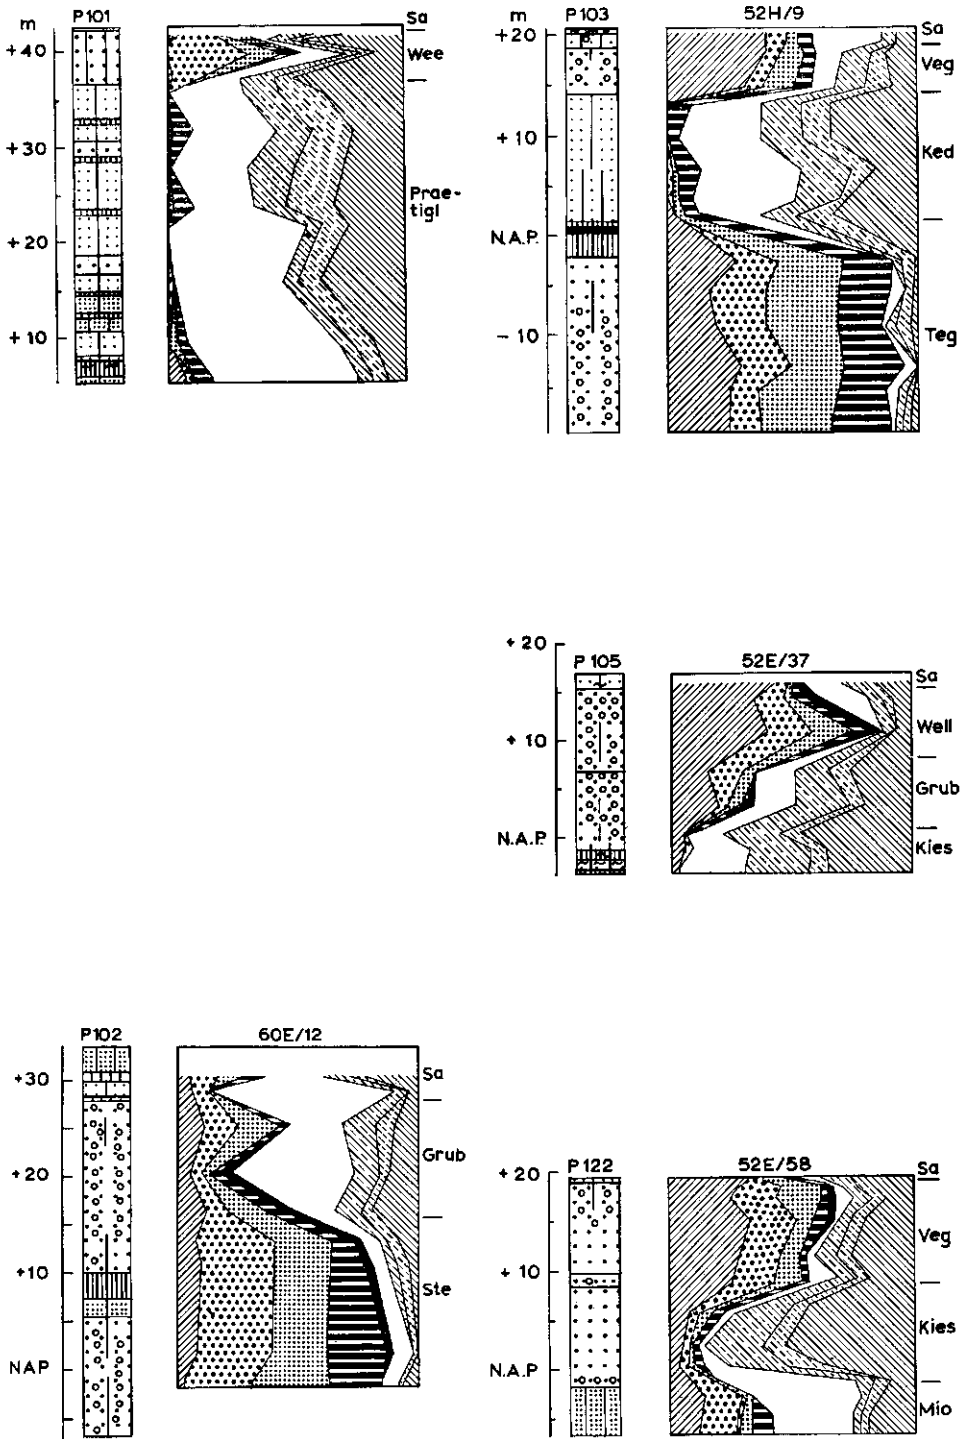 m
P101
+40
+30
+20
+10
Sa
Wee
Prae-
tigl
m
P103
52H/9
+20
+10
N.A.P.
-10
Sa
Veg
Ked
Teg
+20
P 105
52E/37
+10
N.A.P.
Sa
Well
Grub
Kies
P102
60E/12
+30
+20
+10
NAP
Sa
Grub
Ste
P122
52E/58
+20
+10
N.A.P
Sa
Veg
Kies
Mio